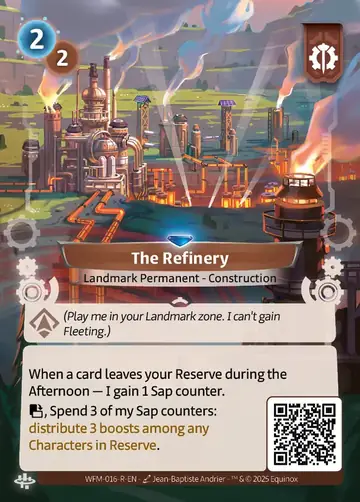 2
2
The Refinery
Landmark Permanent - Construction
(Play me in your Landmark zone. I can't gain
Fleeting.)
When a card leaves your Reserve during the
Afternoon — I gain 1 Sap counter.
, Spend 3 of my Sap counters:
distribute 3 boosts among any
Characters in Reserve.
WFM-016-R-EN - Jean-Baptiste Andrier - ™ & © 2025 Equinox